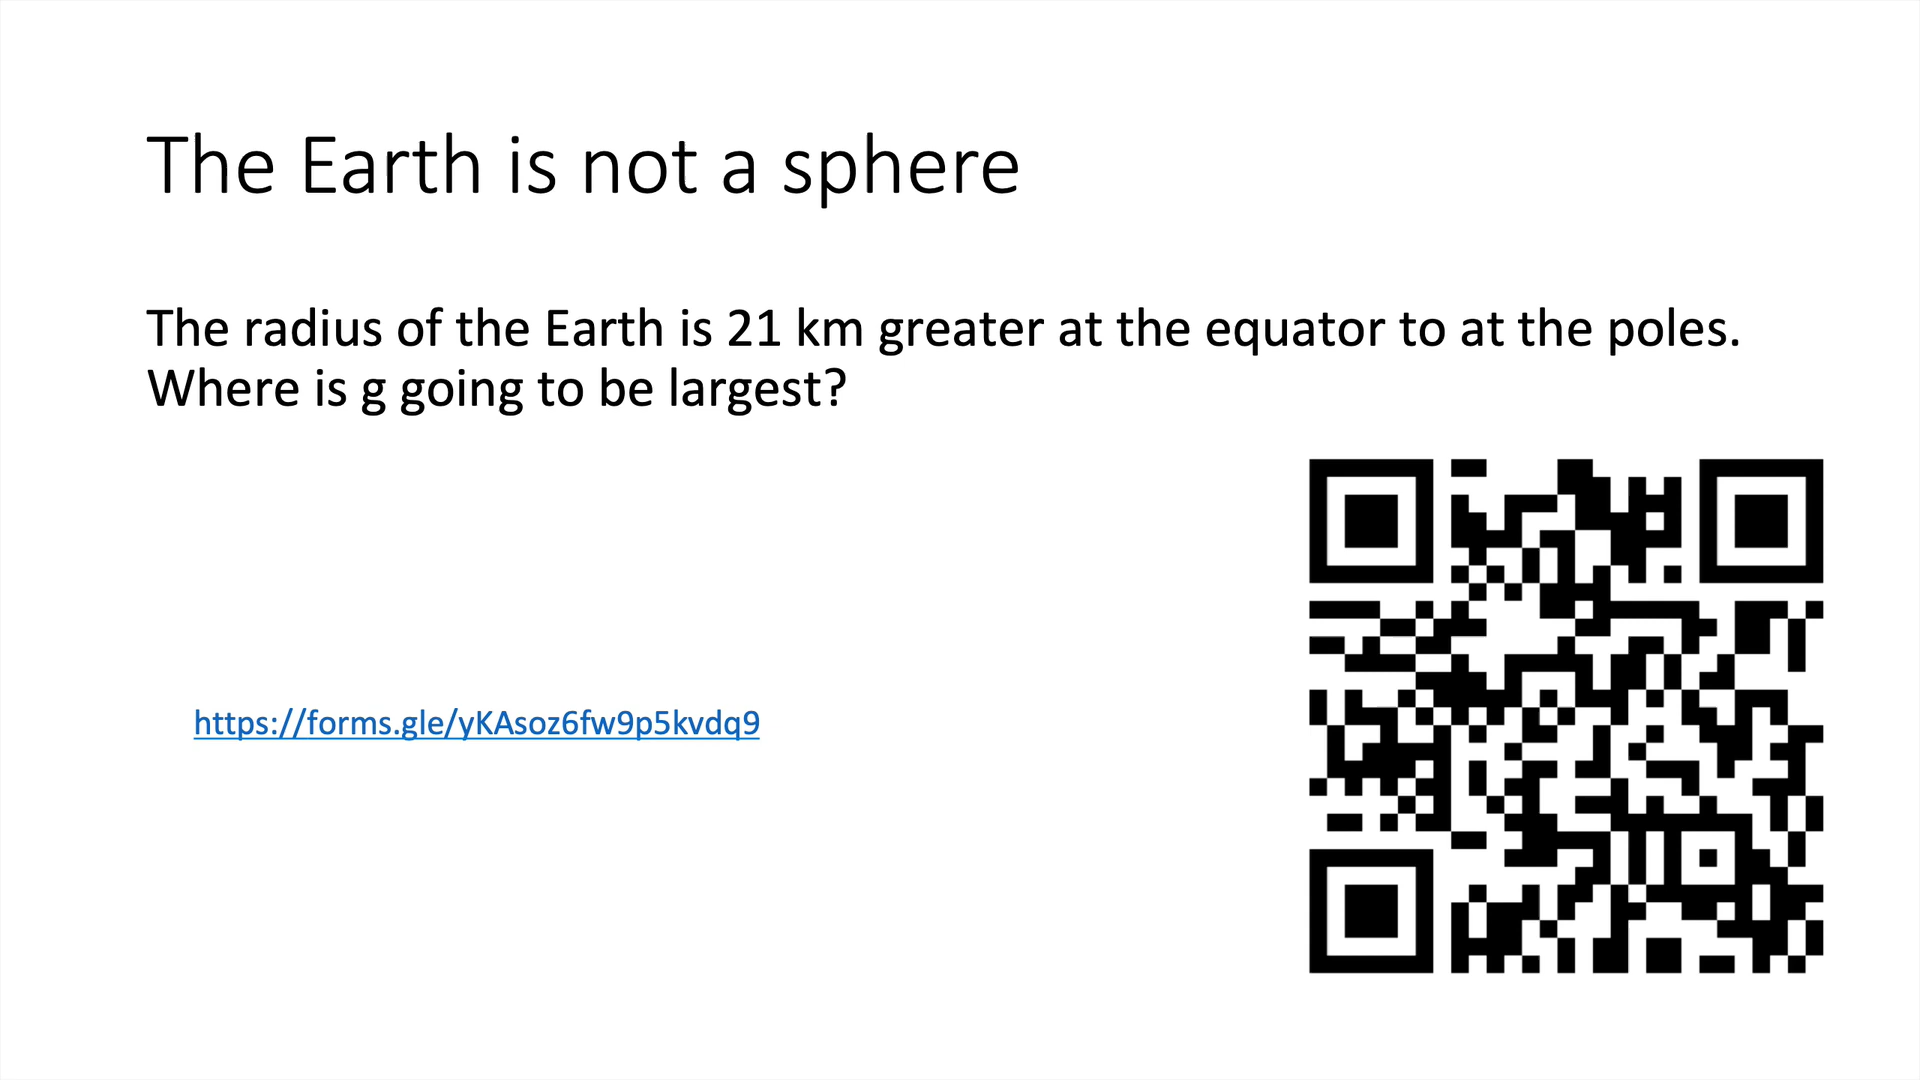 The Earth is not a sphere
The radius of the Earth is 21 km greater at the equator to at the poles.
Where is g going to be largest?
https://forms.gle/yKAsoz6fw9p5kvdq9